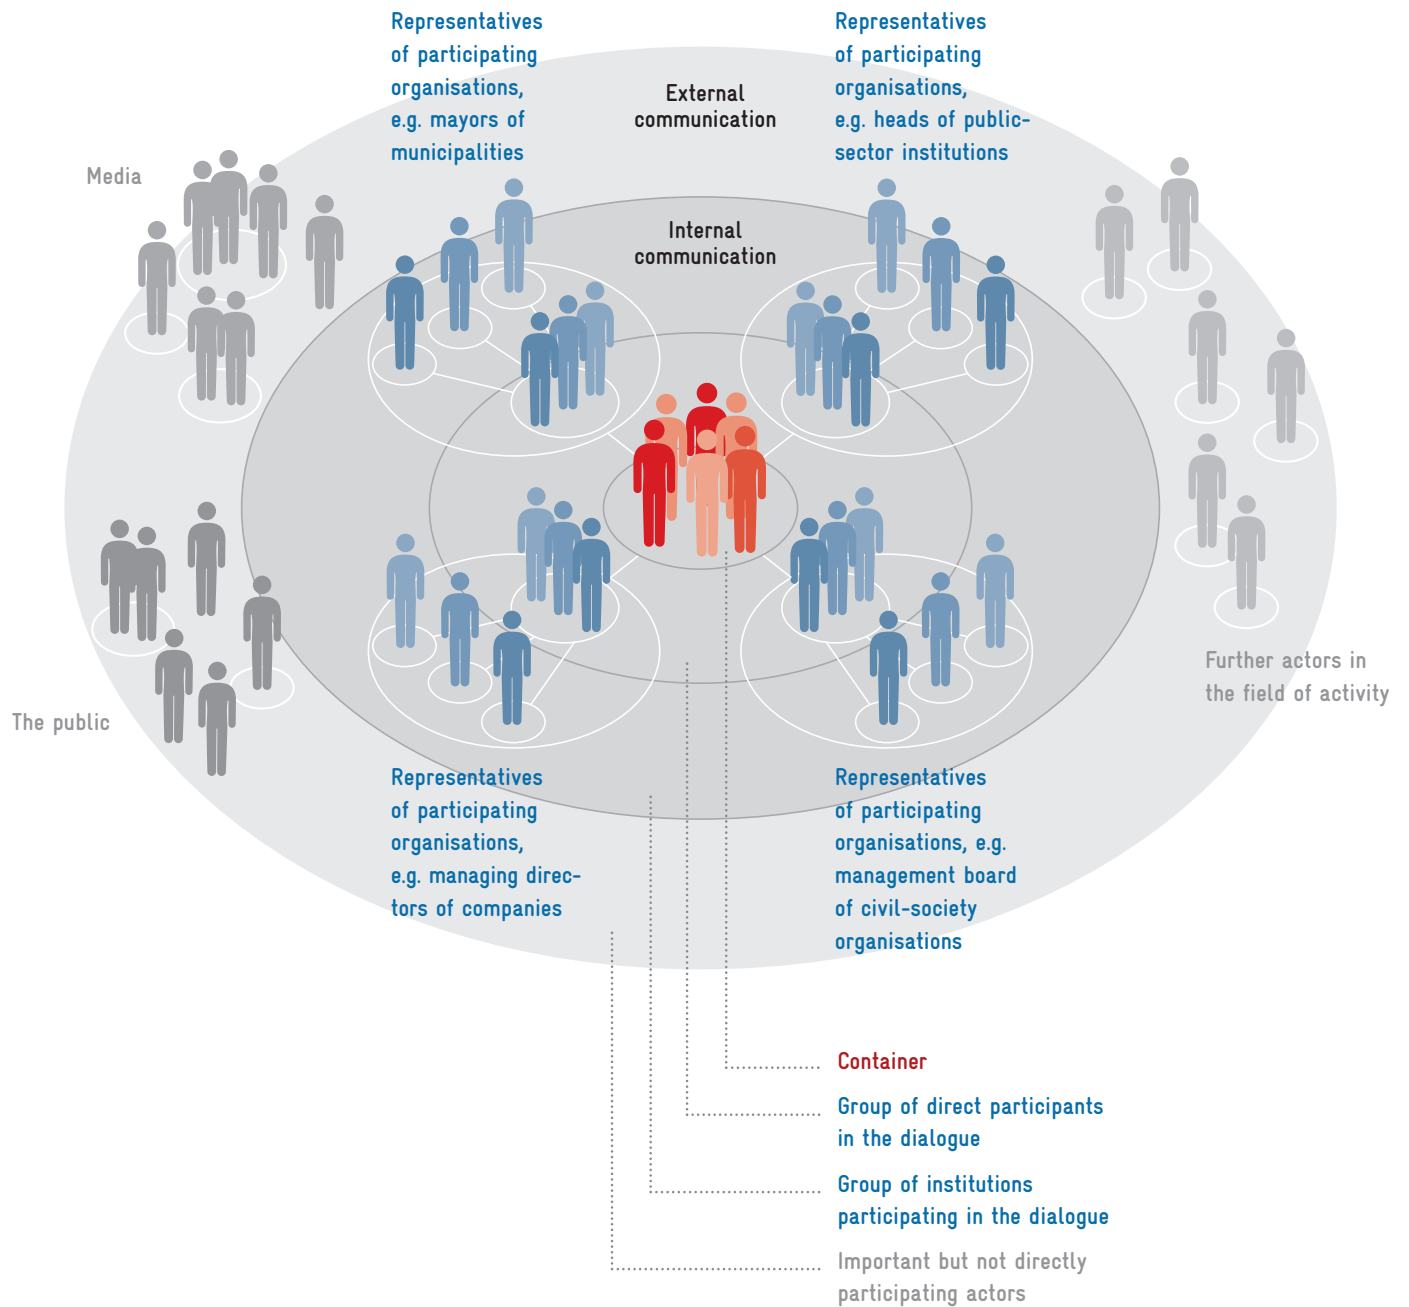 Representatives
of participating
organisations,
e.g. mayors of
municipalities
External
communication
Representatives
of participating
organisations,
e.g. heads of public-
sector institutions
Media
Internal
communication
Further actors in
the field of activity
The public
Representatives
of participating
organisations,
e.g. managing direc-
tors of companies
Representatives
of participating
organisations, e.g.
management board
of civil-society
organisations
Container
Group of direct participants
in the dialogue
Group of institutions
participating in the dialogue
Important but not directly
participating actors